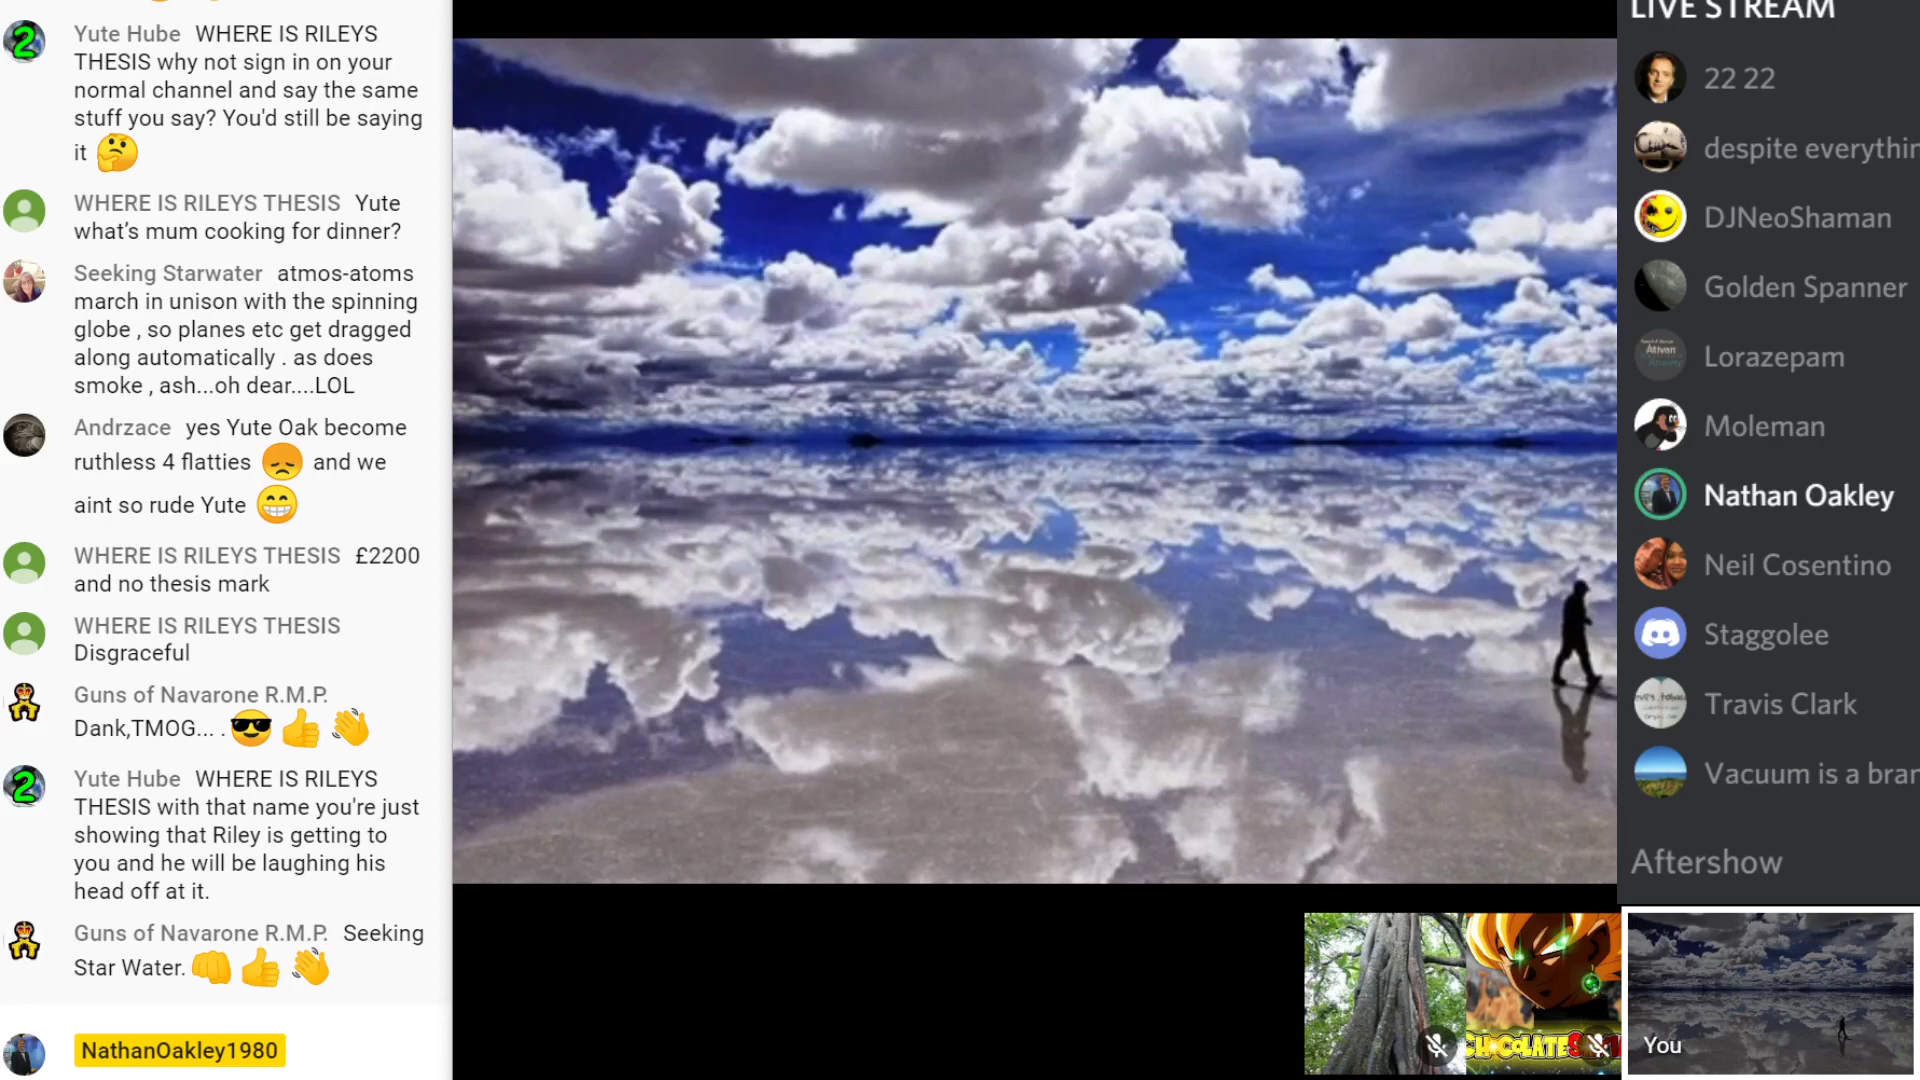 Yute Hube WHERE IS RILEYS
THESIS why not sign in on your
normal channel and say the same
stuff you say? You'd still be saying
it 🤔
WHERE IS RILEYS THESIS Yute
what's mum cooking for dinner?
Seeking Starwater atmos-atoms
march in unison with the spinning
globe , so planes etc get dragged
along automatically . as does
smoke , ash...oh dear....LOL
Andrzace yes Yute Oak become
ruthless 4 flatties 😞 and we
aint so rude Yute 😁
WHERE IS RILEYS THESIS £2200
and no thesis mark
WHERE IS RILEYS THESIS
Disgraceful
Guns of Navarone R.M.P.
Dank,TMOG... . 😎 👍 👋
Yute Hube WHERE IS RILEYS
THESIS with that name you're just
showing that Riley is getting to
you and he will be laughing his
head off at it.
Guns of Navarone R.M.P. Seeking
Star Water. 👊 👍 👋
NathanOakley1980
LIVE STREAM
22 22
despite everythin
DJNeoShaman
Golden Spanner
Ativan
Lorazepam
Moleman
Nathan Oakley
Neil Cosentino
Staggolee
Travis Clark
Vacuum is a bran
Aftershow
You